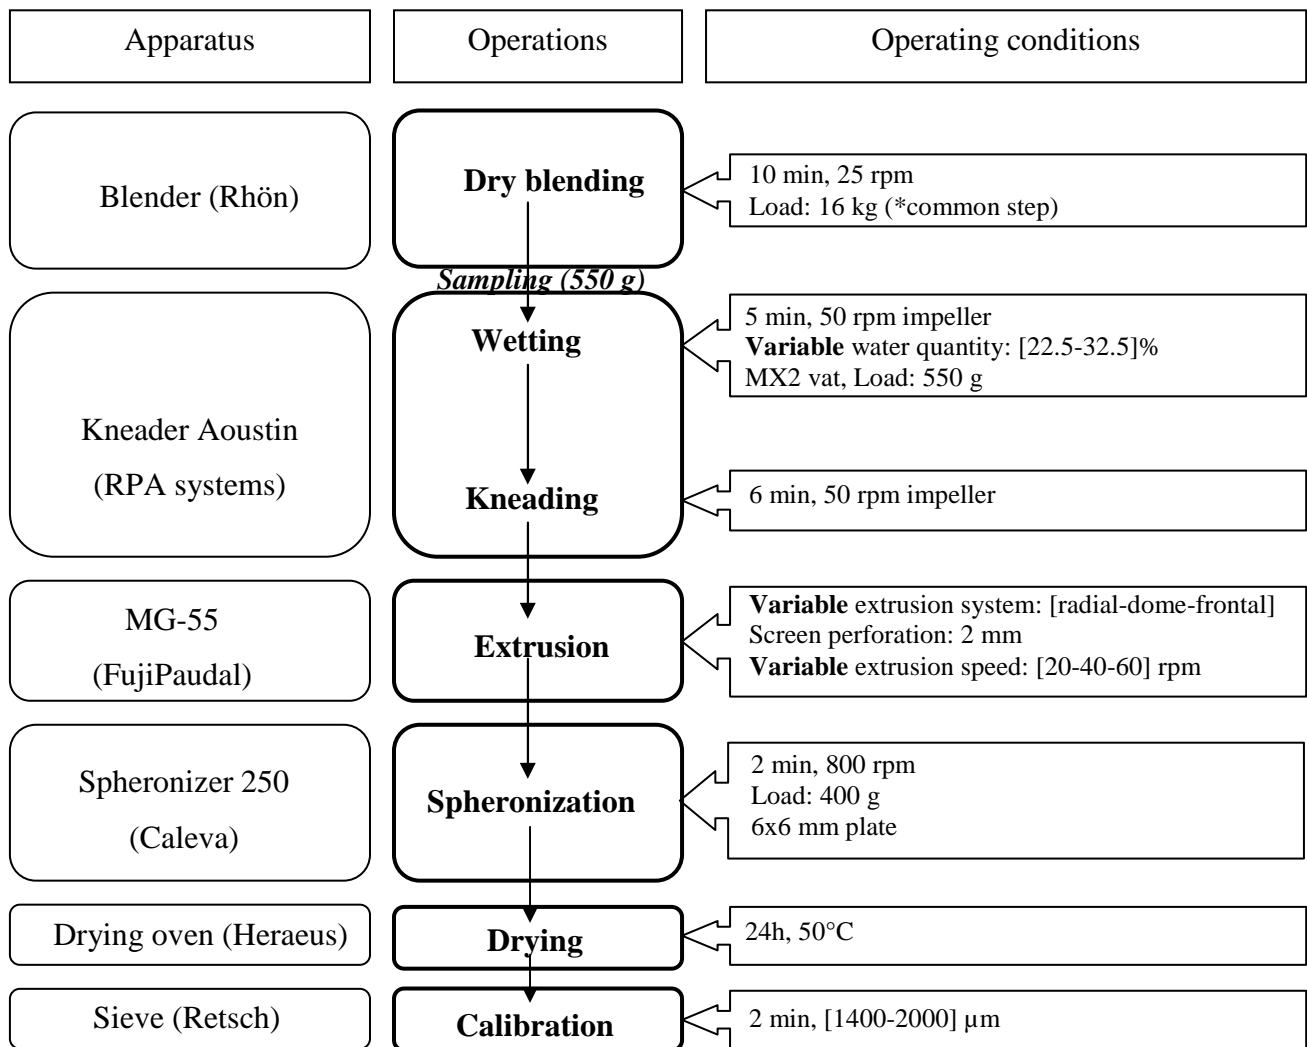 Apparatus
Operations
Operating conditions
Blender (Rhön)
Dry blending
10 min, 25 rpm
Load: 16 kg (*common step)
Sampling (550 g)
Kneader Aoustin
(RPA systems)
Wetting
5 min, 50 rpm impeller
Variable water quantity: [22.5-32.5]%
MX2 vat, Load: 550 g
Kneading
6 min, 50 rpm impeller
MG-55
(FujiPaudal)
Extrusion
Variable extrusion system: [radial-dome-frontal]
Screen perforation: 2 mm
Variable extrusion speed: [20-40-60] rpm
Spheronizer 250
(Caleva)
Spheronization
2 min, 800 rpm
Load: 400 g
6x6 mm plate
Drying oven (Heraeus)
Drying
24h, 50°C
Sieve (Retsch)
Calibration
2 min, [1400-2000] µm